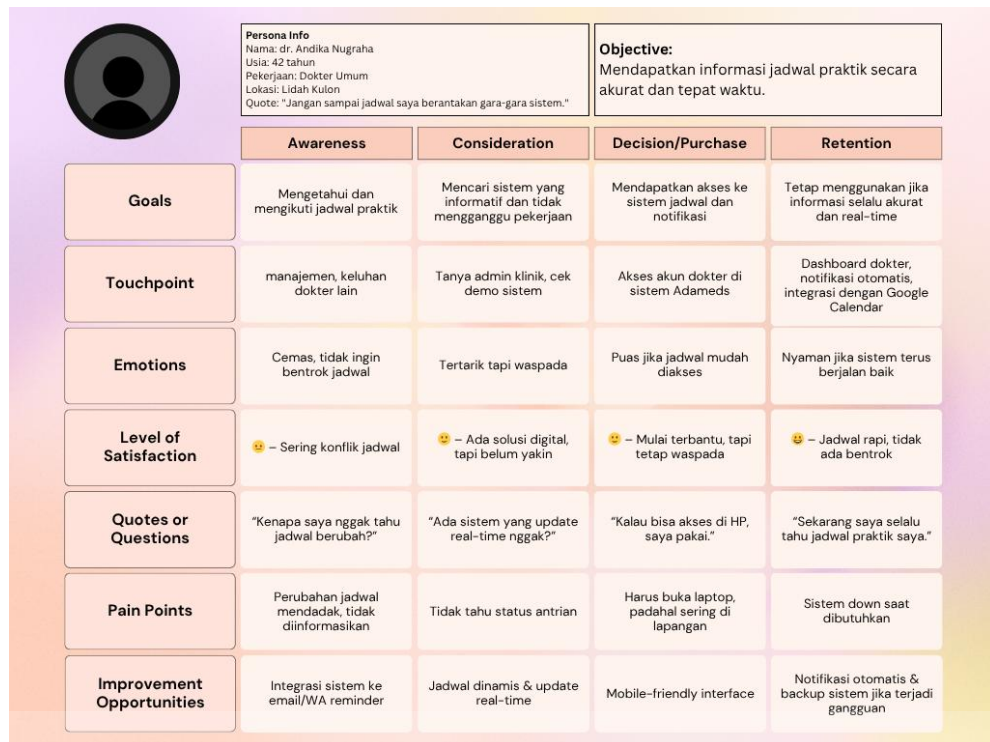 Persona Info
Nama: dr. Andika Nugraha
Usia: 42 tahun
Pekerjaan: Dokter Umum
Lokasi: Lidah Kulon
Quote: "Jangan sampai jadwal saya berantakan gara-gara sistem."
Objective:
Mendapatkan informasi jadwal praktik secara
akurat dan tepat waktu.
Awareness
Consideration
Decision/Purchase
Retention
Goals
Mengetahui dan
mengikuti jadwal praktik
Mencari sistem yang
informatif dan tidak
mengganggu pekerjaan
Mendapatkan akses ke
sistem jadwal dan
notifikasi
Tetap menggunakan jika
informasi selalu akurat
dan real-time
Touchpoint
manajemen, keluhan
dokter lain
Tanya admin klinik, cek
demo sistem
Akses akun dokter di
sistem Adameds
Dashboard dokter,
notifikasi otomatis,
integrasi dengan Google
Calendar
Emotions
Cemas, tidak ingin
bentrok jadwal
Tertarik tapi waspada
Puas jika jadwal mudah
diakses
Nyaman jika sistem terus
berjalan baik
Level of
Satisfaction
😐 – Sering konflik jadwal
🙂 – Ada solusi digital,
tapi belum yakin
🙂 – Mulai terbantu, tapi
tetap waspada
😀 – Jadwal rapi, tidak
ada bentrok
Quotes or
Questions
“Kenapa saya nggak tahu
jadwal berubah?”
“Ada sistem yang update
real-time nggak?”
“Kalau bisa akses di HP,
saya pakai.”
“Sekarang saya selalu
tahu jadwal praktik saya.”
Pain Points
Perubahan jadwal
mendadak, tidak
diinformasikan
Tidak tahu status antrian
Harus buka laptop,
padahal sering di
lapangan
Sistem down saat
dibutuhkan
Improvement
Opportunities
Integrasi sistem ke
email/WA reminder
Jadwal dinamis & update
real-time
Mobile-friendly interface
Notifikasi otomatis &
backup sistem jika terjadi
gangguan